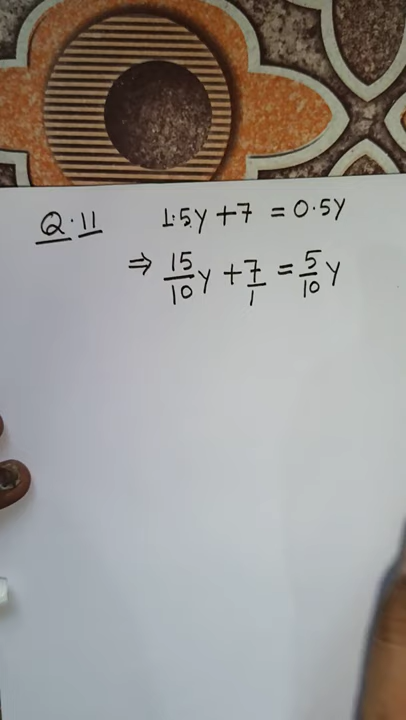 Q.11 1.5y+7 = 0.5y
⇒ 15/10 y + 7/1 = 5/10 y